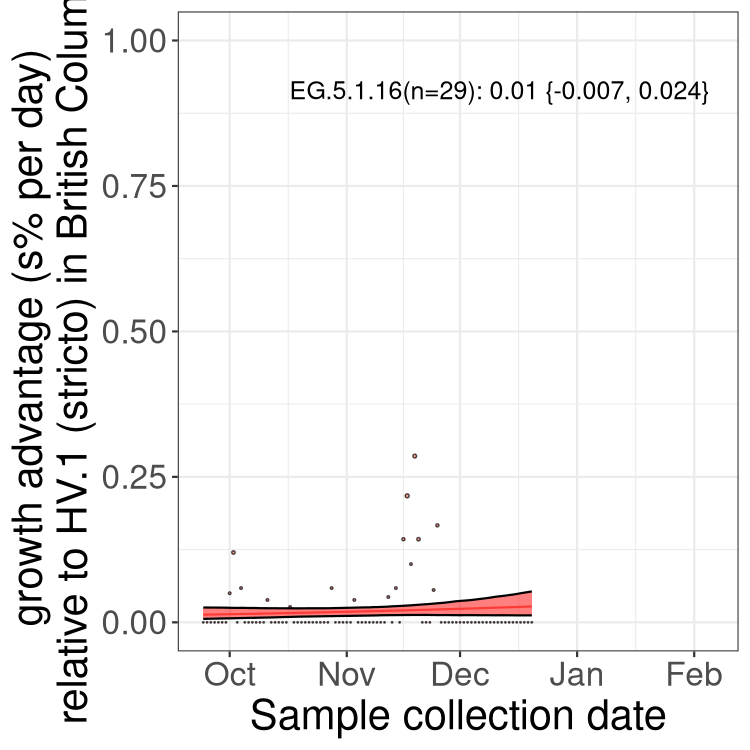 growth advantage (s% per day)
relative to HV.1 (stricto) in British Colum
1.00
0.75
0.50
0.25
0.00
EG.5.1.16(n=29): 0.01 {-0.007, 0.024}
Oct Nov Dec Jan Feb
Sample collection date